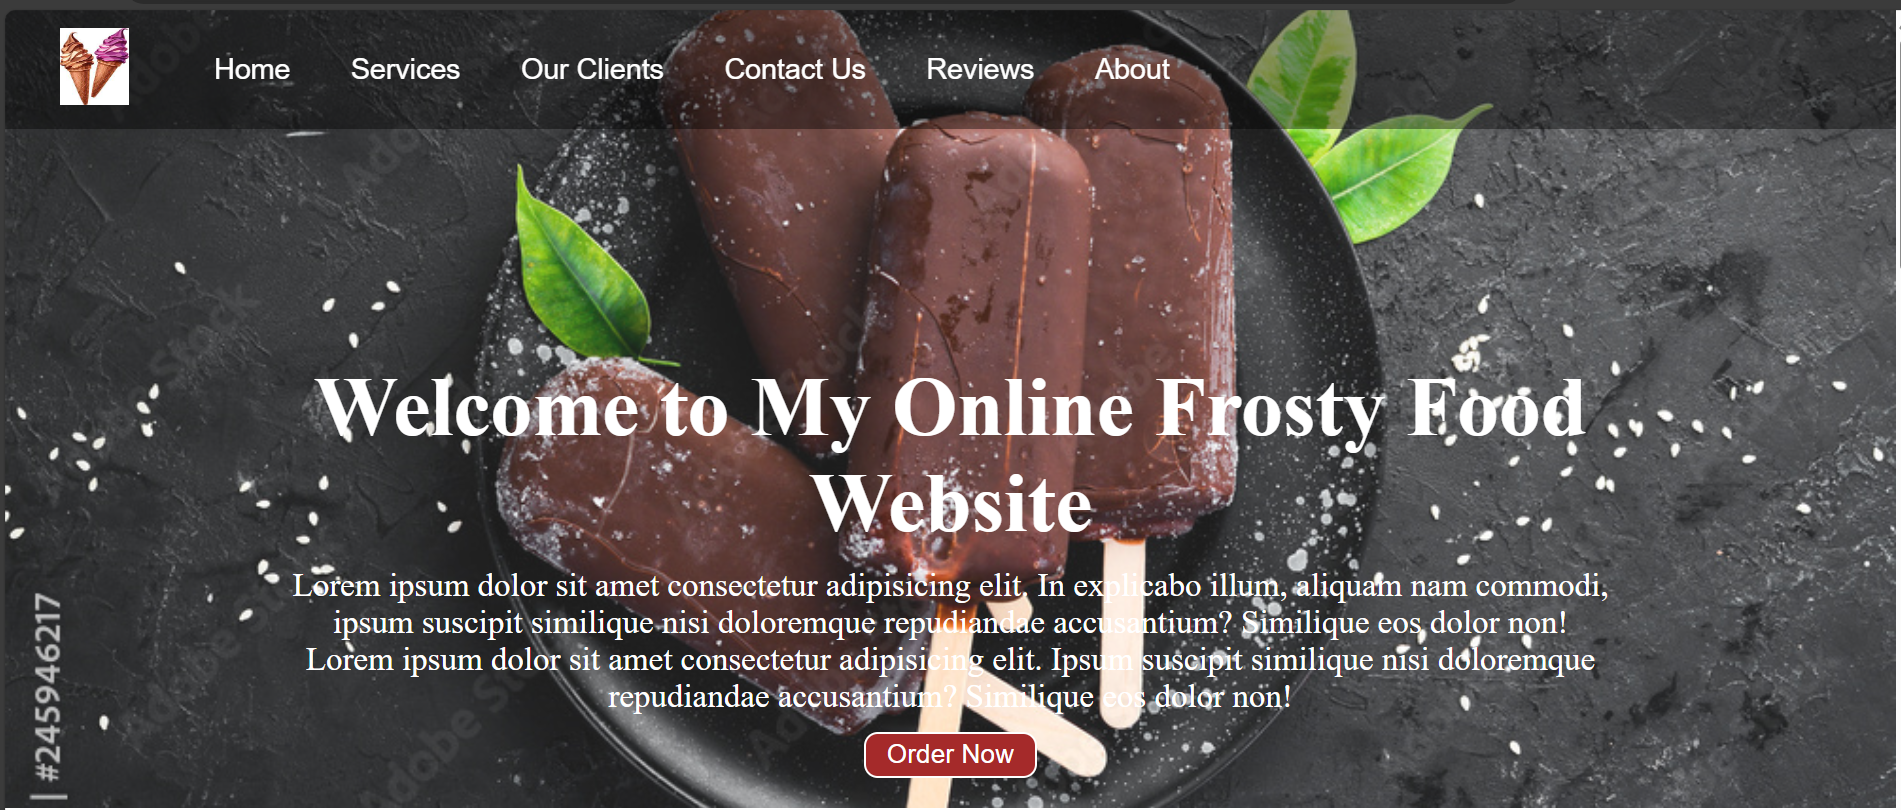 Home Services Our Clients Contact Us Reviews About
Welcome to My Online Frosty Food
Website
Lorem ipsum dolor sit amet consectetur adipisicing elit. In explicabo illum, aliquam nam commodi,
ipsum suscipit similique nisi doloremque repudiandae accusantium? Similique eos dolor non!
Lorem ipsum dolor sit amet consectetur adipisicing elit. Ipsum suscipit similique nisi doloremque
repudiandae accusantium? Similique eos dolor non!
Order Now
| #245946217
Adobe Stock